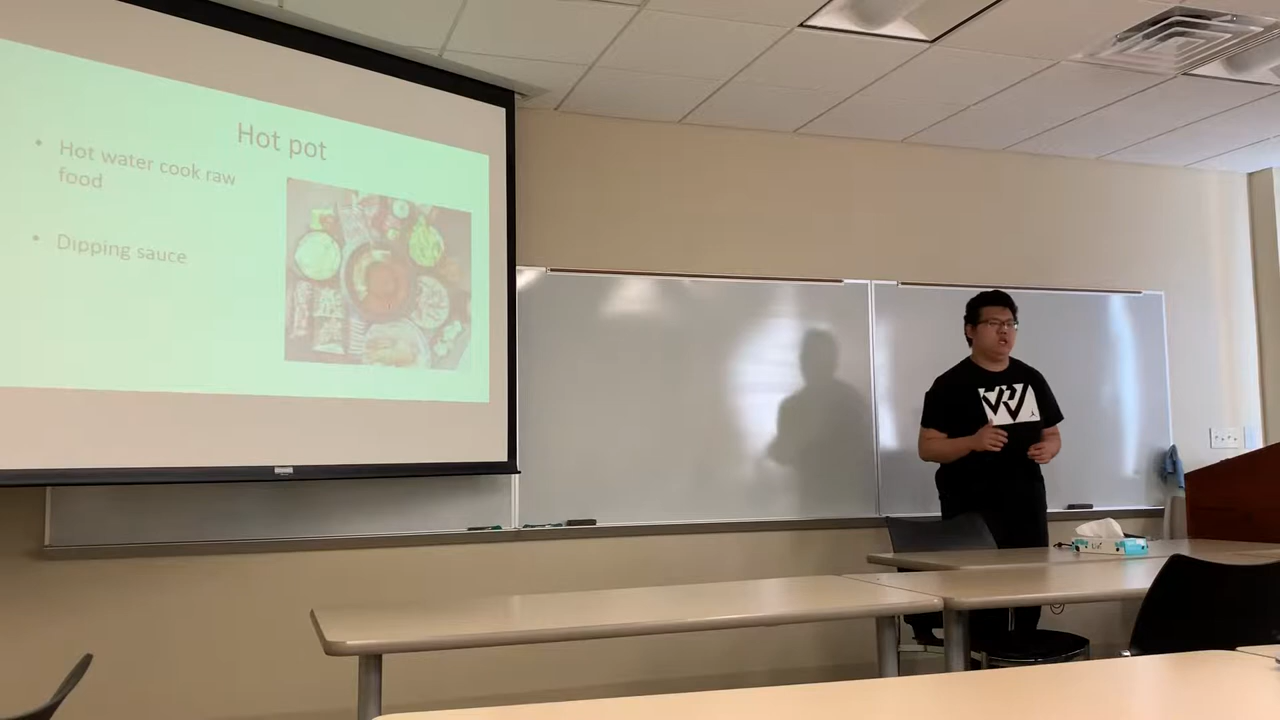 Hot pot
• Hot water cook raw
food
• Dipping sauce